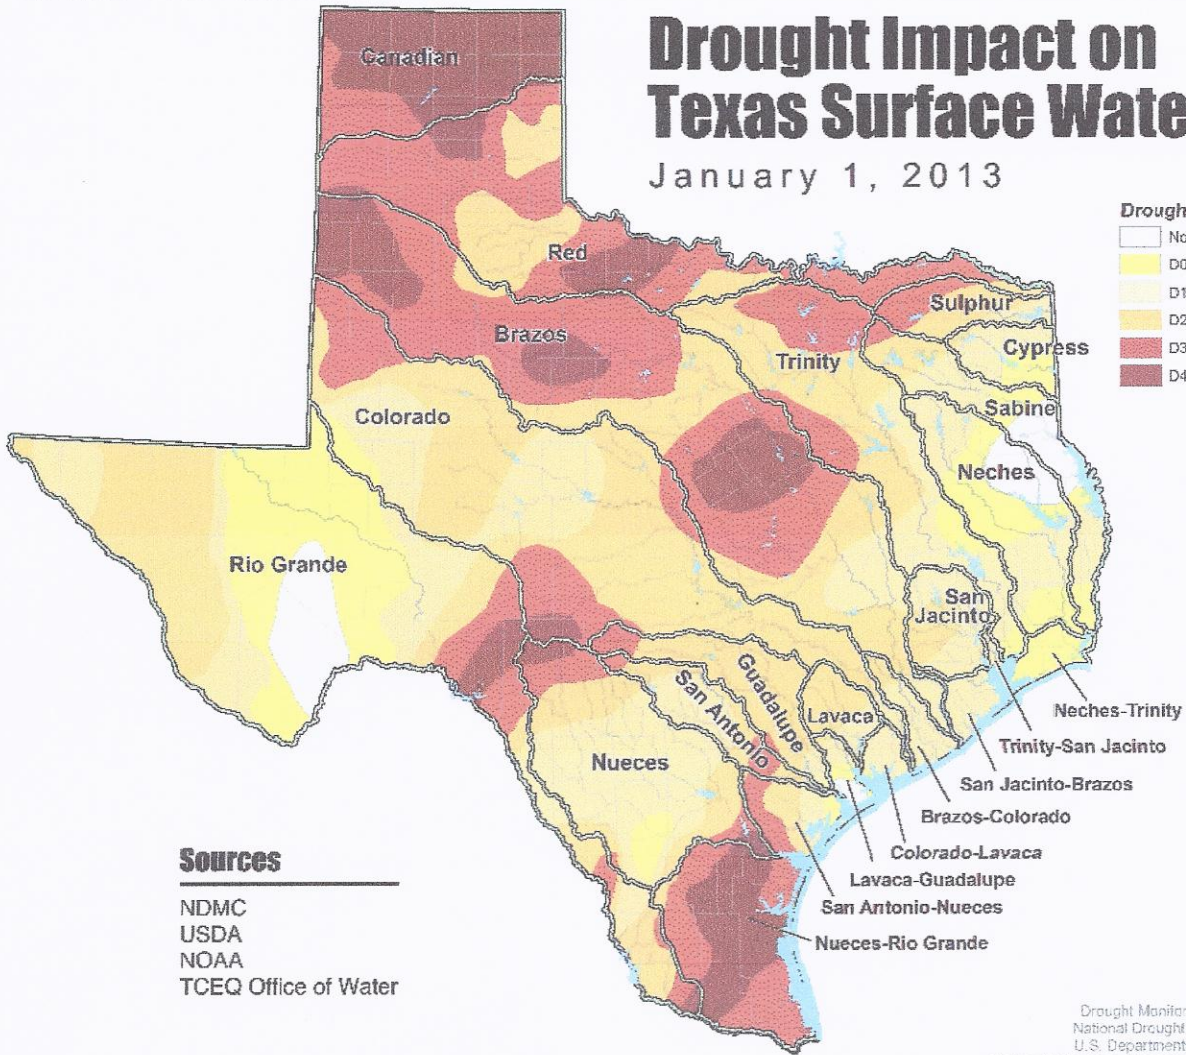 Drought Impact on
Texas Surface Wate
January 1, 2013
Drough
No
D0
D1
D2
D3
D4
Canadian
Red
Sulphur
Brazos
Cypress
Trinity
Sabine
Colorado
Neches
Rio Grande
San
Jacinto
Guadalupe
San Antonio
Lavaca
Neches-Trinity
Trinity-San Jacinto
Nueces
San Jacinto-Brazos
Brazos-Colorado
Colorado-Lavaca
Lavaca-Guadalupe
San Antonio-Nueces
Nueces-Rio Grande
Sources
NDMC
USDA
NOAA
TCEQ Office of Water
Drought Monitor
National Drought
U.S. Department